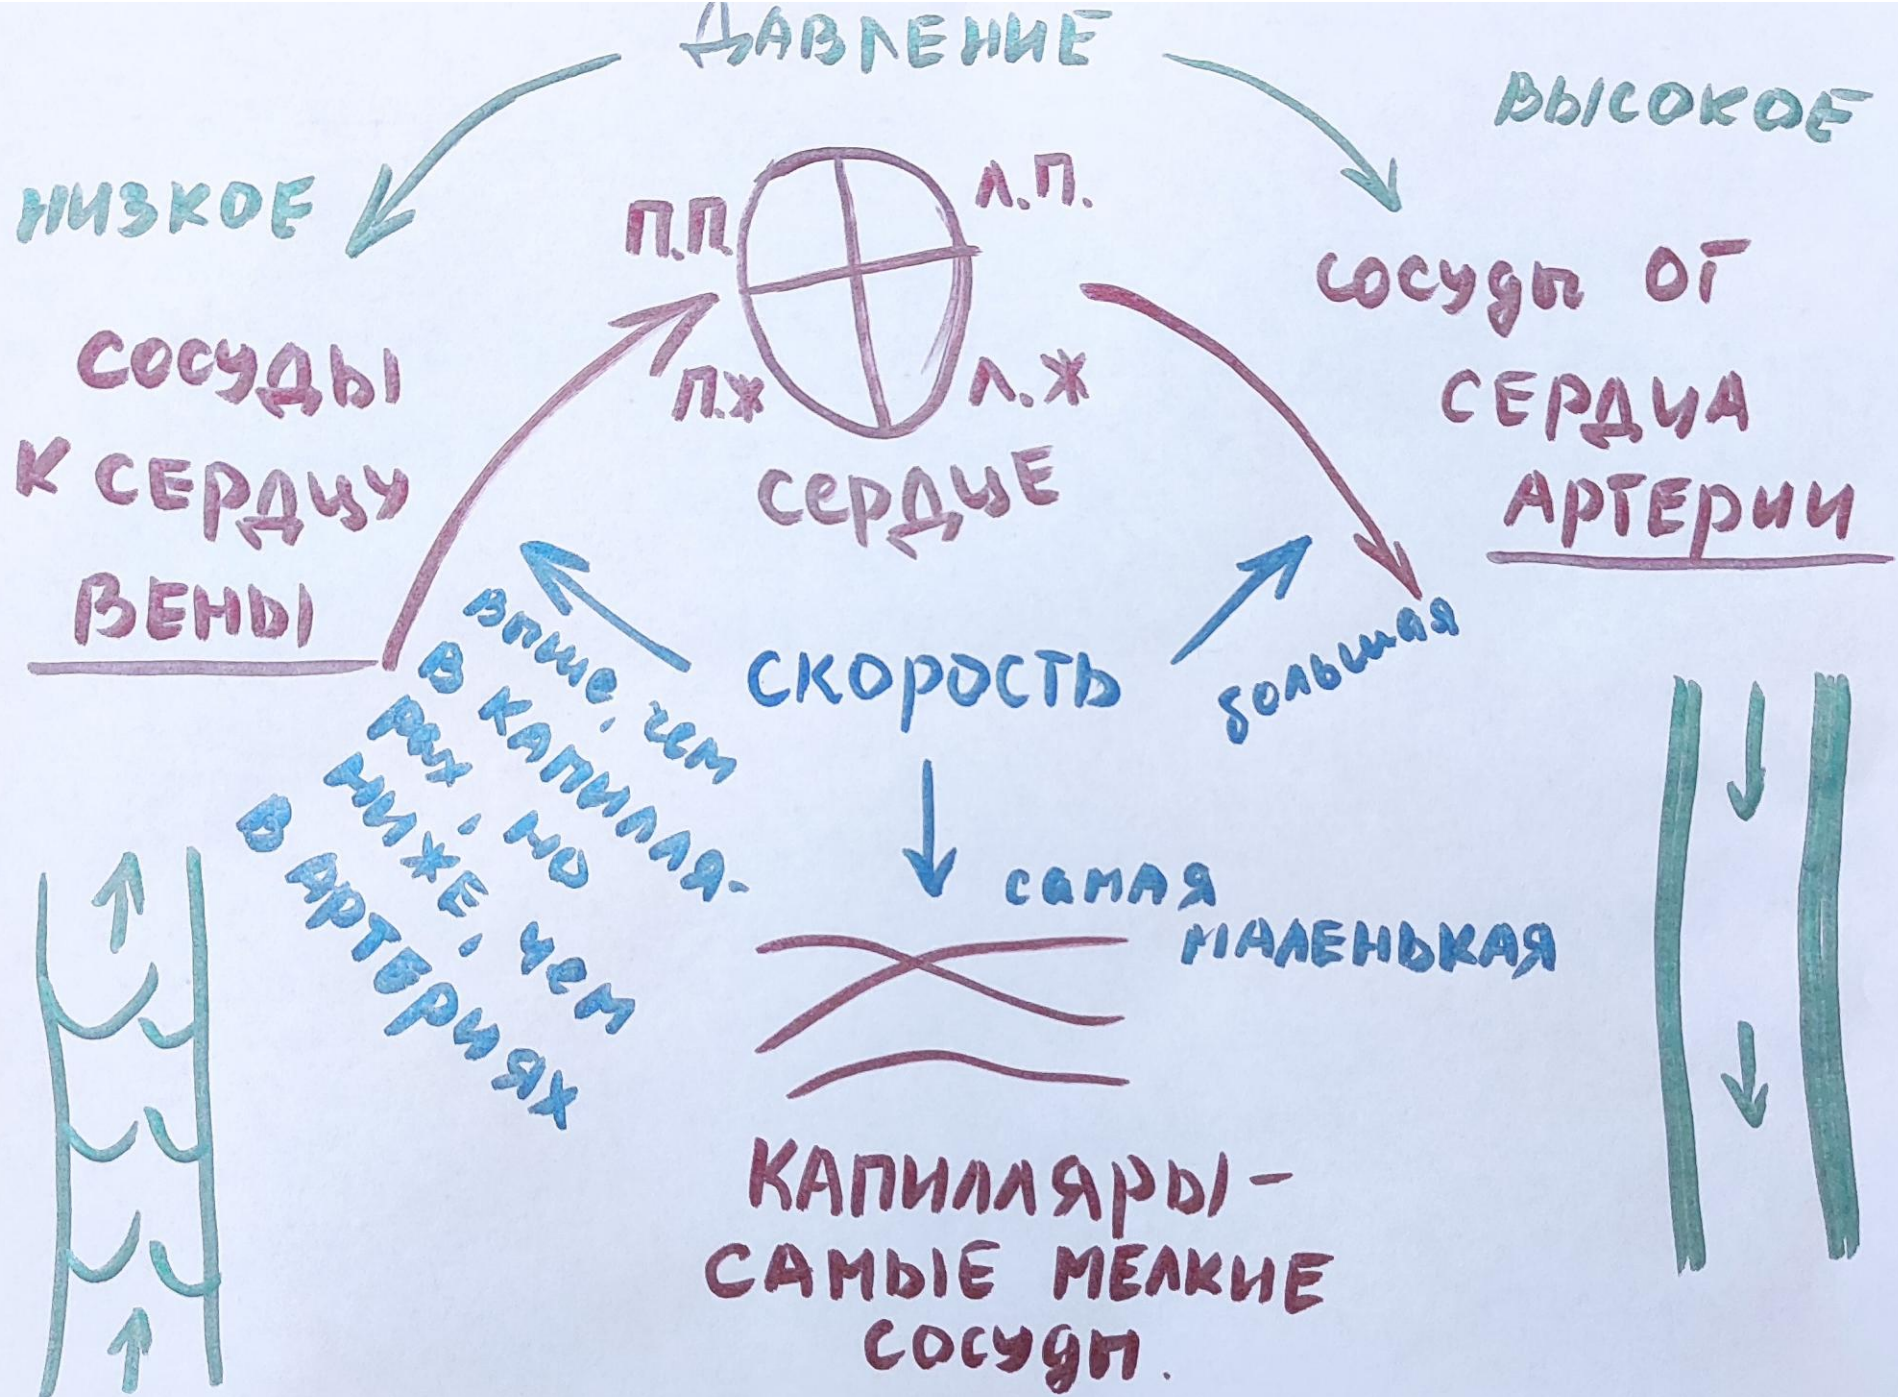 ДАВЛЕНИЕ
ВЫСОКОЕ
НИЗКОЕ
П.П.
Л.П.
сосуды от
СЕРДЦА
АРТЕРИИ
СОСУДЫ
К СЕРДЦУ
ВЕНЫ
П.Ж
Л.Ж
СЕРДЦЕ
СКОРОСТЬ
большая
выше, чем
в КАПИЛЛЯ-
рах, но
НИЖЕ, чем
В АРТЕРИЯХ
самая
МАЛЕНЬКАЯ
КАПИЛЛЯРЫ -
САМЫЕ МЕЛКИЕ
сосуды.